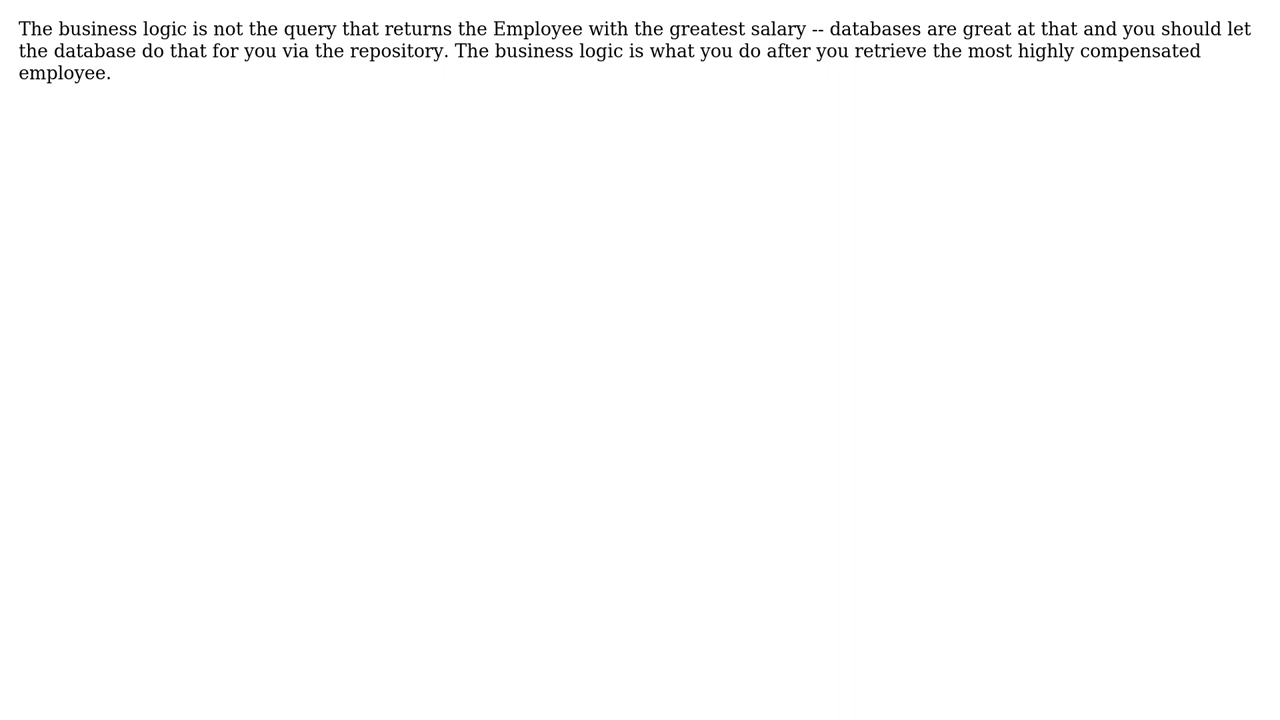 The business logic is not the query that returns the Employee with the greatest salary -- databases are great at that and you should let
the database do that for you via the repository. The business logic is what you do after you retrieve the most highly compensated
employee.